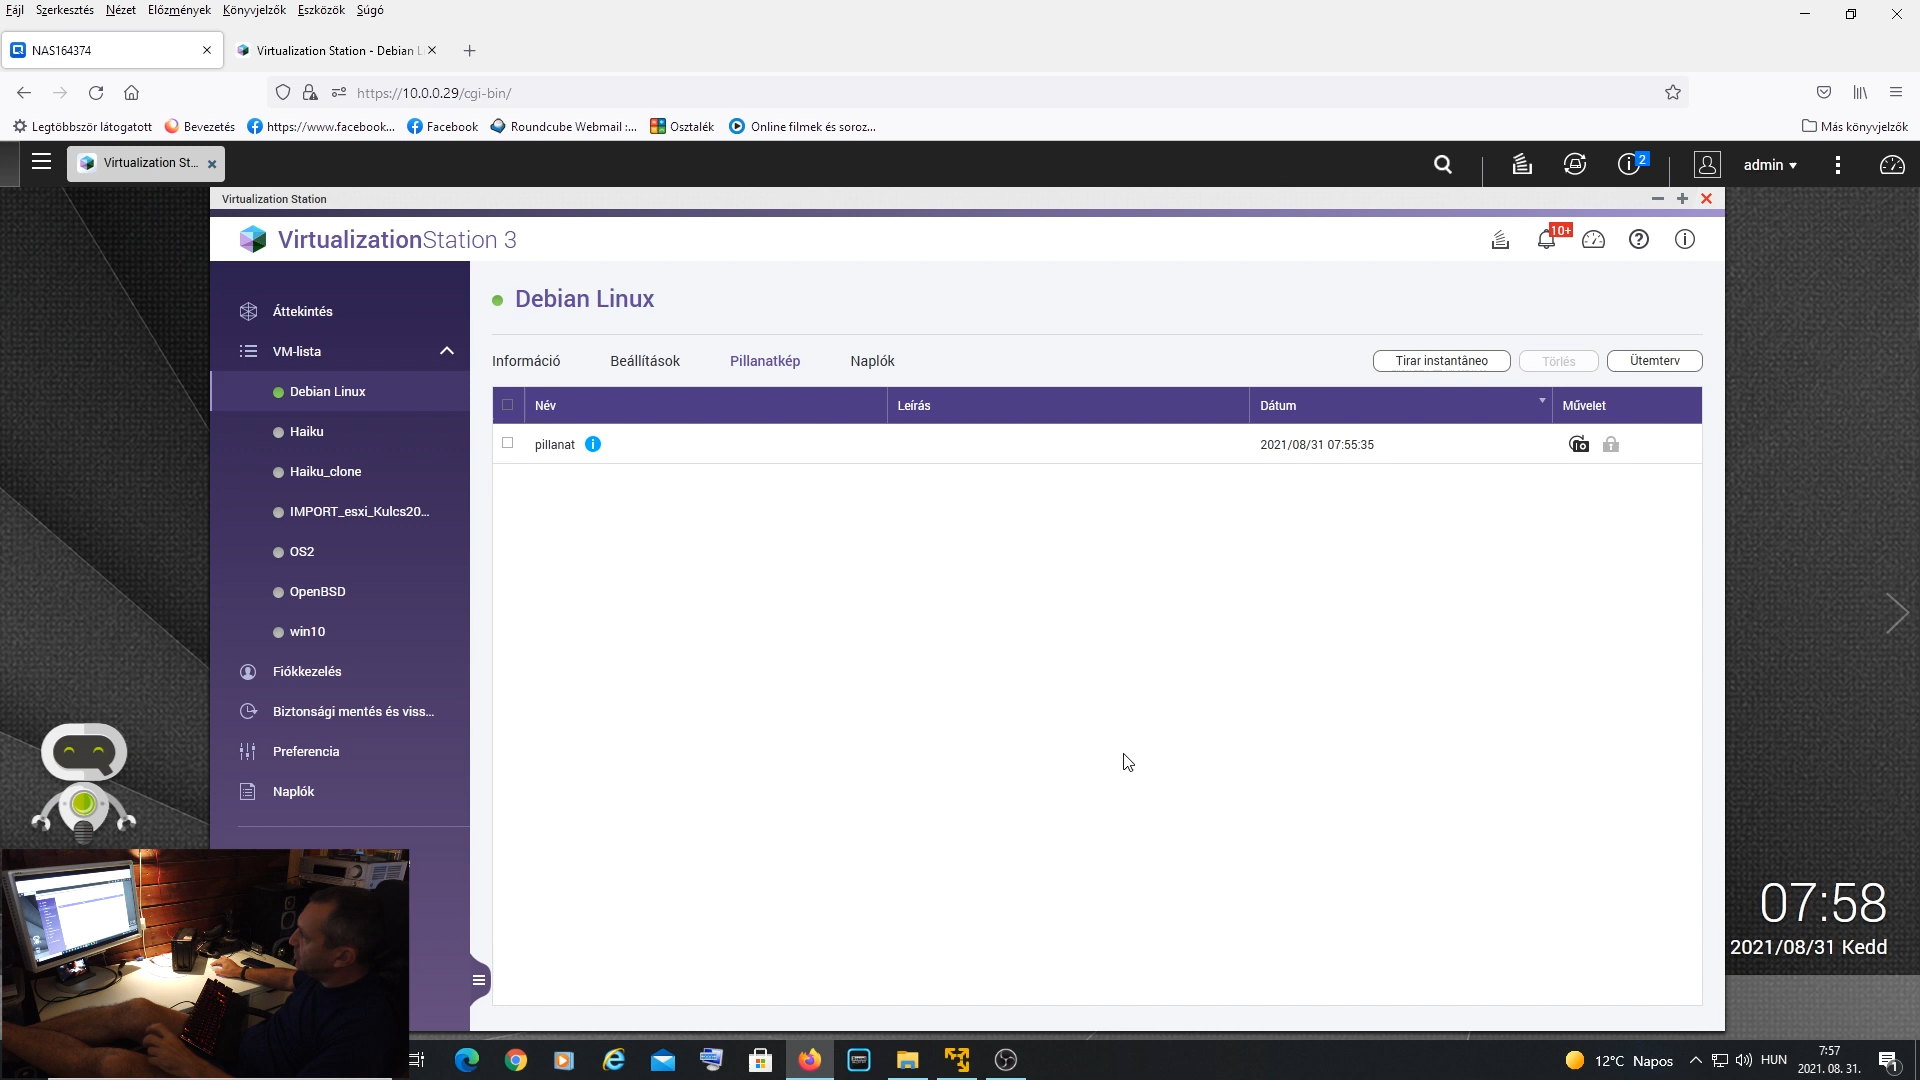 Fájl Szerkesztés Nézet Előzmények Könyvjelzők Eszközök Súgó
NAS164374
Virtualization Station - Debian L
https://10.0.0.29/cgi-bin/
Legtöbbször látogatott Bevezetés https://www.facebook... Facebook Roundcube Webmail :... Osztalék Online filmek és soroz... Más könyvjelzők
Virtualization St... 2 admin
Virtualization Station
VirtualizationStation 3
10+
Áttekintés
VM-lista
Debian Linux
Haiku
Haiku_clone
IMPORT_esxi_Kulcs20...
OS2
OpenBSD
win10
Fiókkezelés
Biztonsági mentés és viss...
Preferencia
Naplók
Debian Linux
Információ Beállítások Pillanatkép Naplók
Tirar instantâneo Törlés Ütemterv
Név Leírás Dátum Művelet
pillanat 2021/08/31 07:55:35
07:58
2021/08/31 Kedd
12°C Napos HUN
7:57
2021. 08. 31.
1